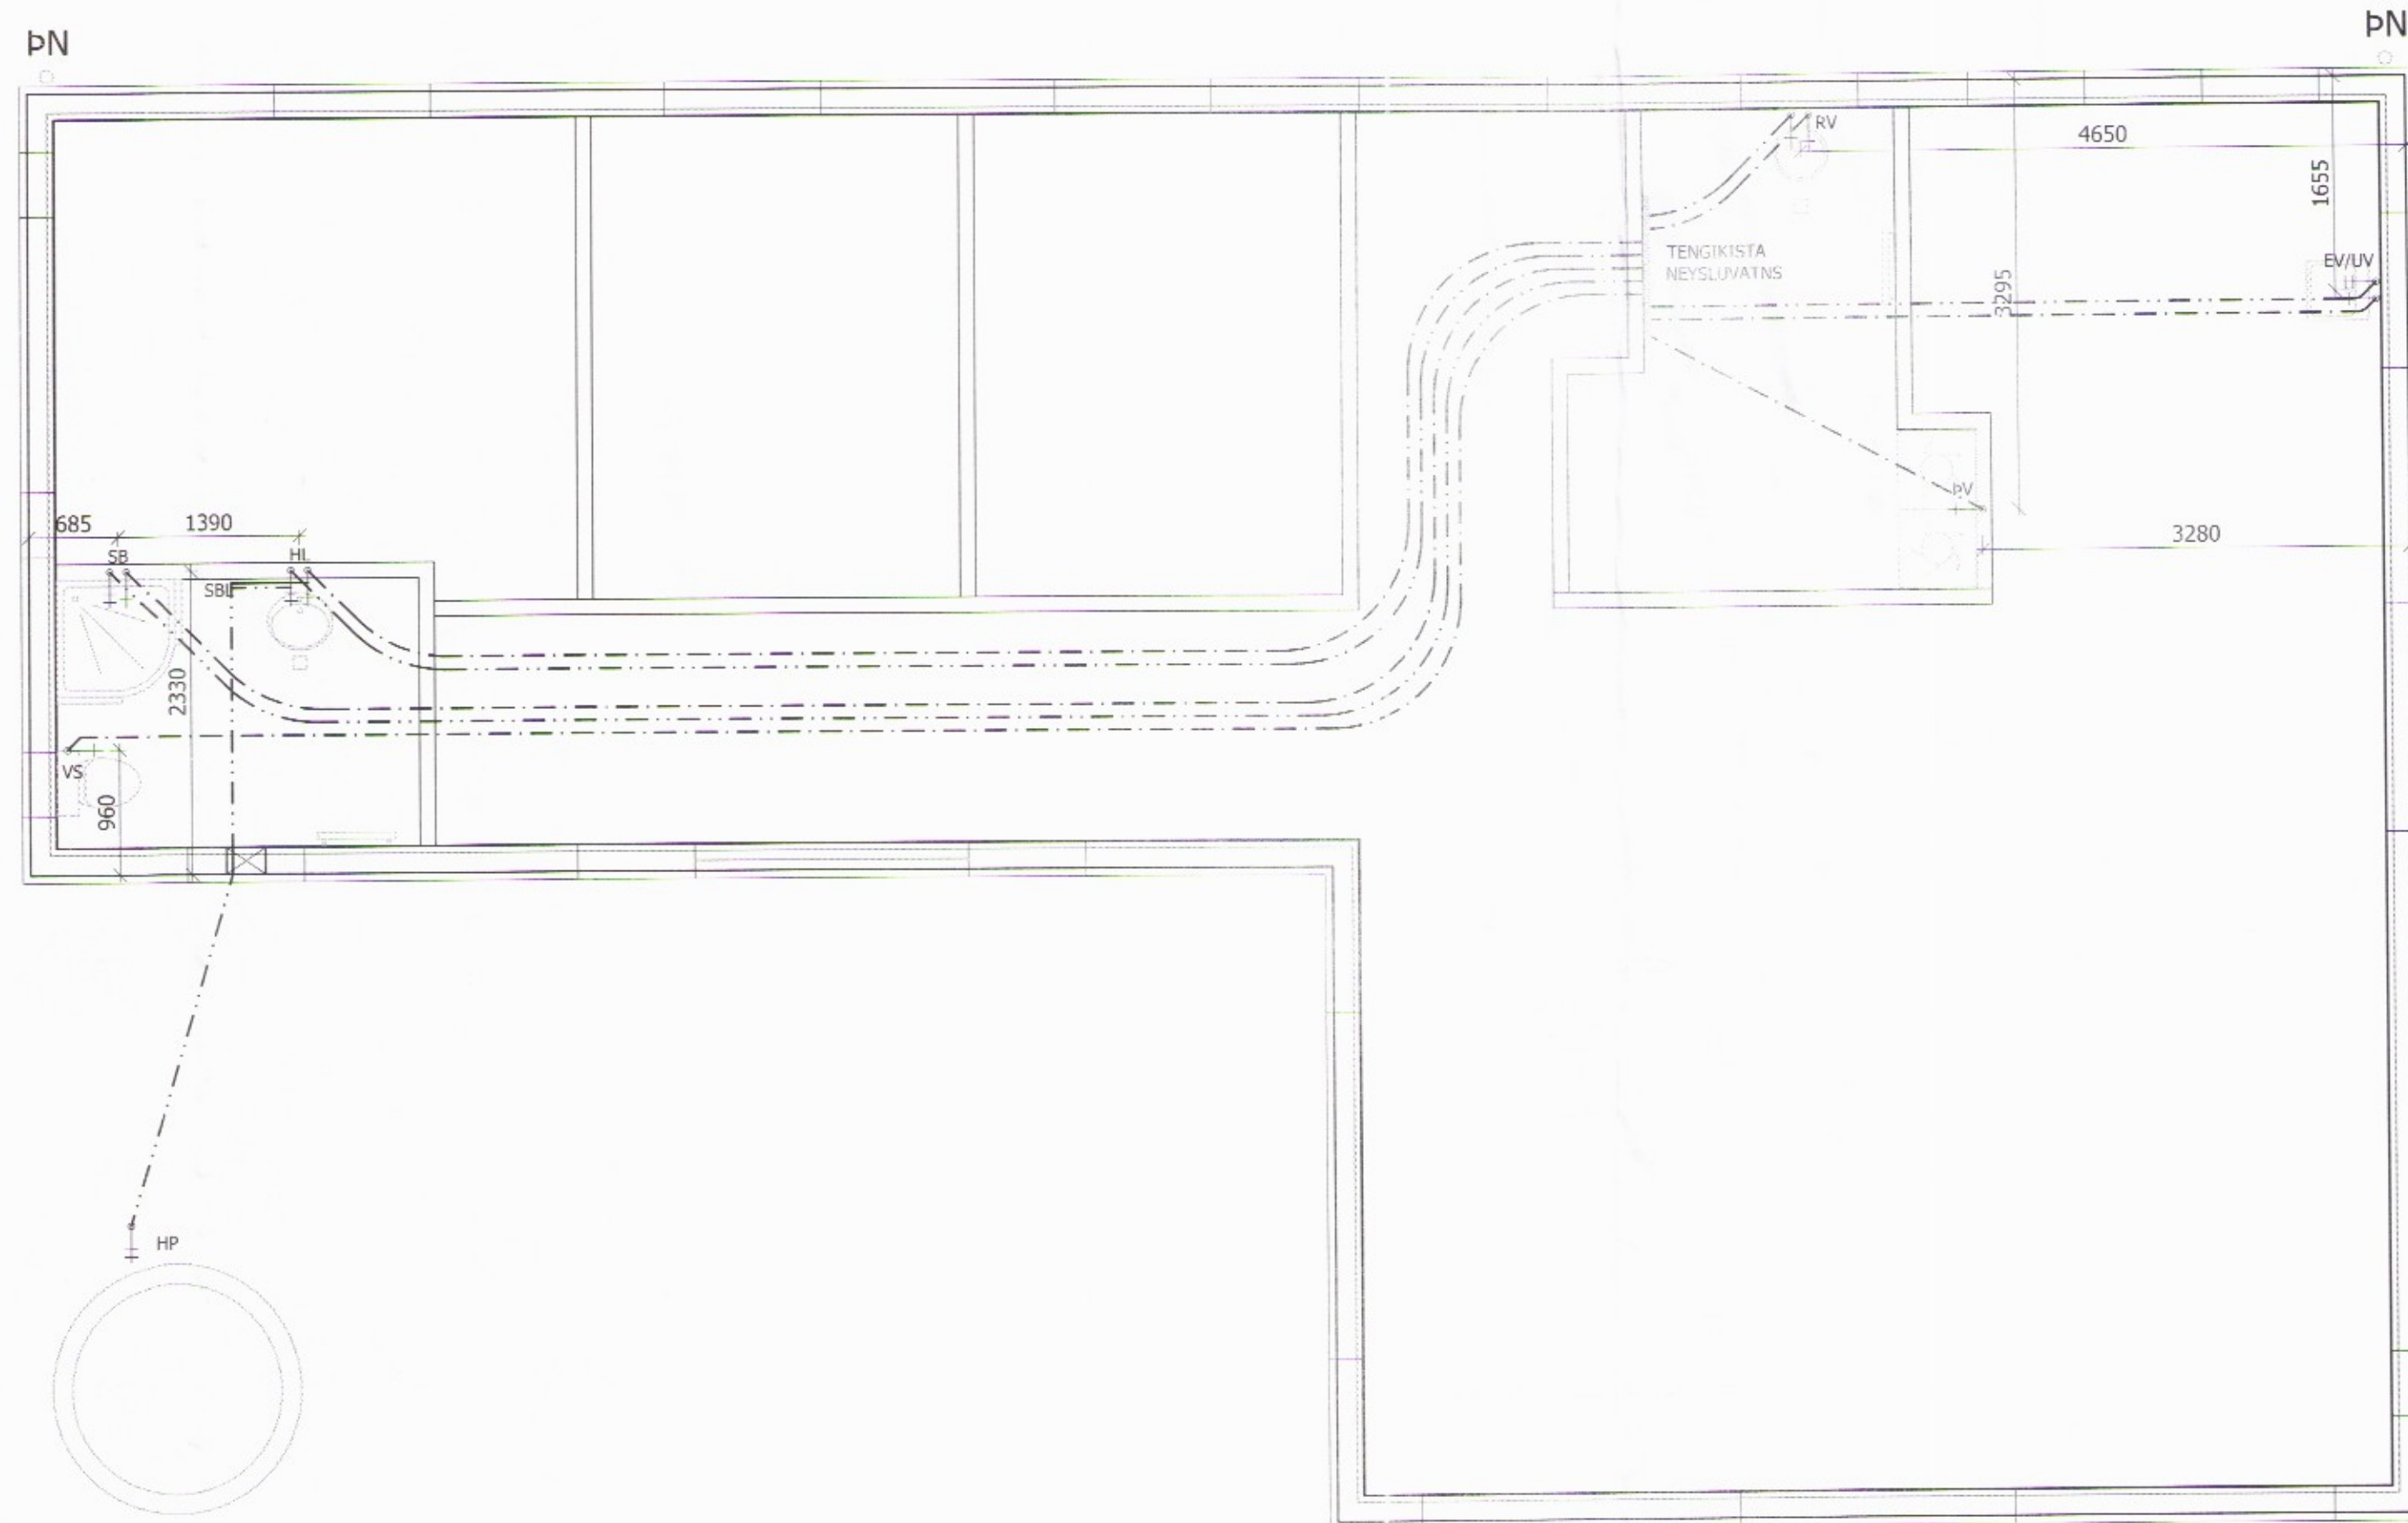 ÞN
ÞN
RV
4650
1655
TENGIKISTA
NEYSLUVATNS
EV/UV
3295
ÞV
3280
685
1390
SB
HL
SBL
2330
VS
960
HP